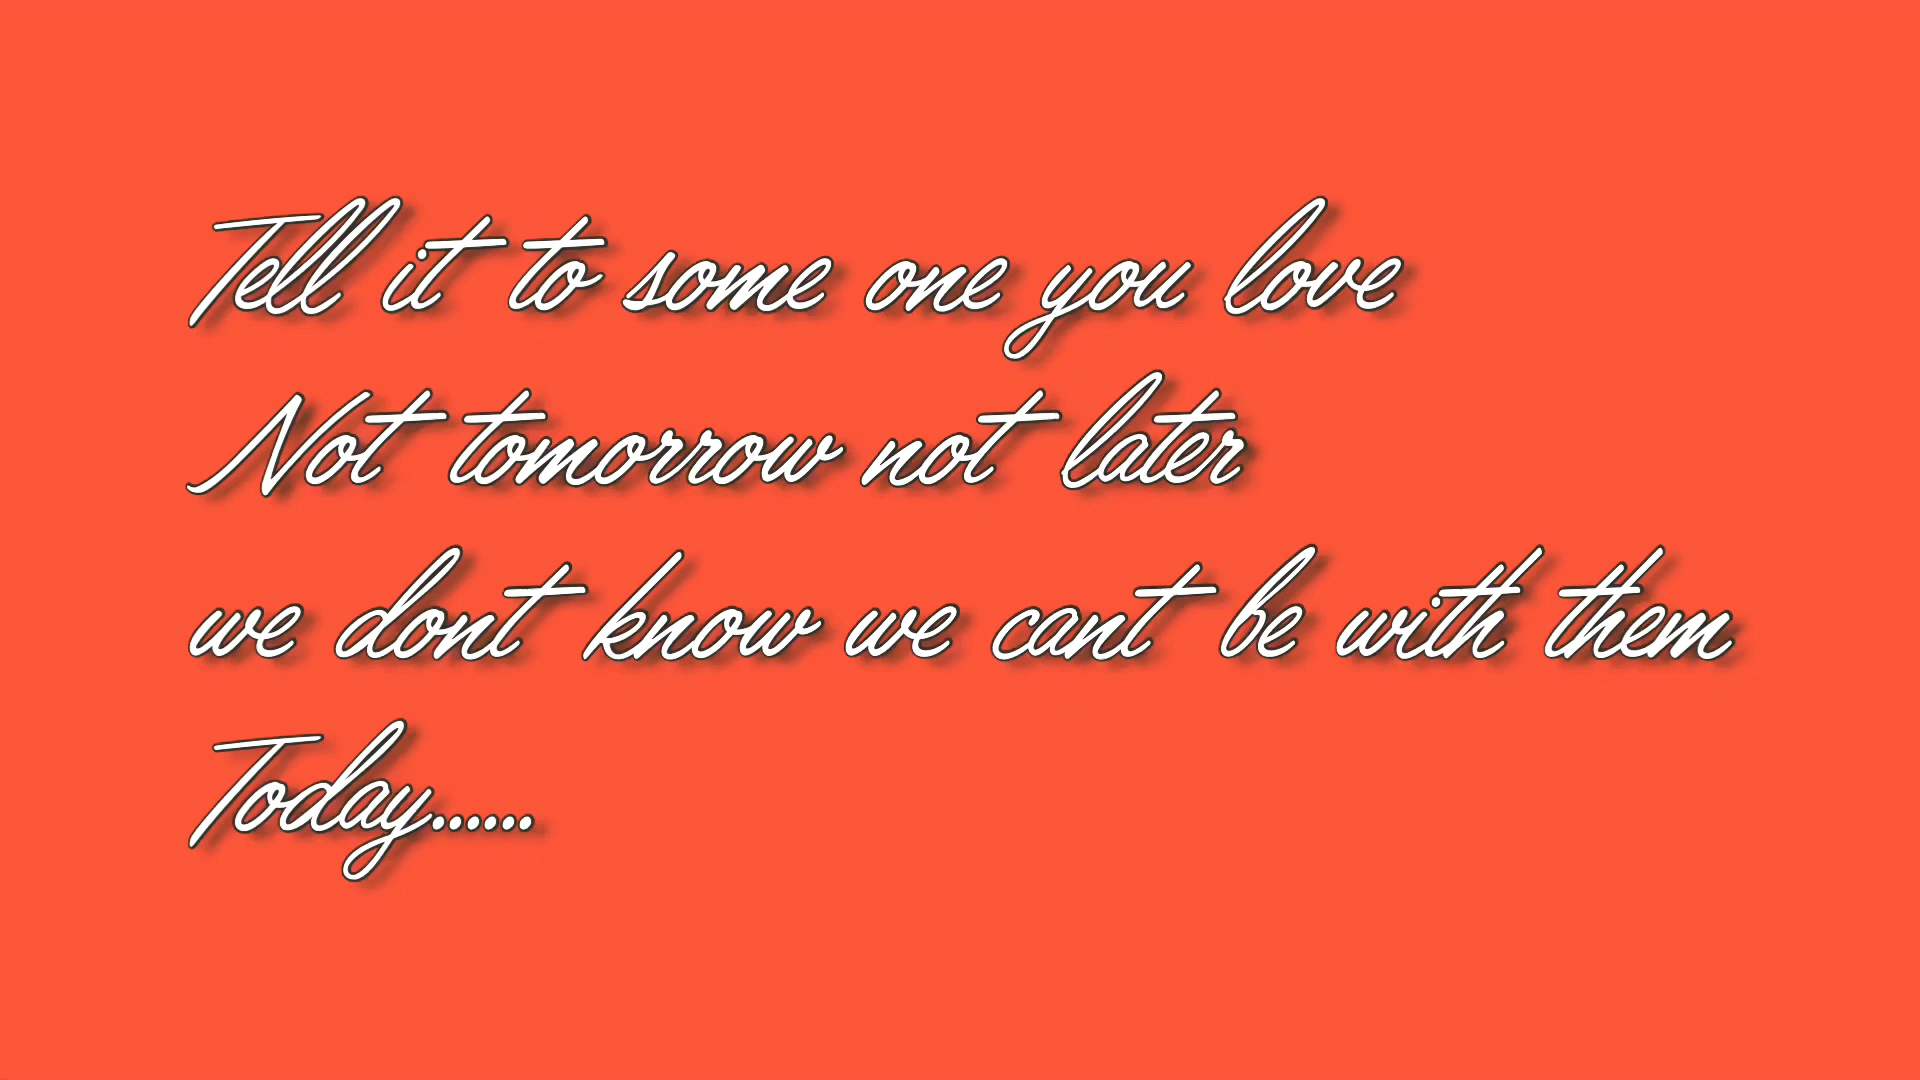 Tell it to some one you love
Not tomorrow not later
we dont know we cant be with them
Today......